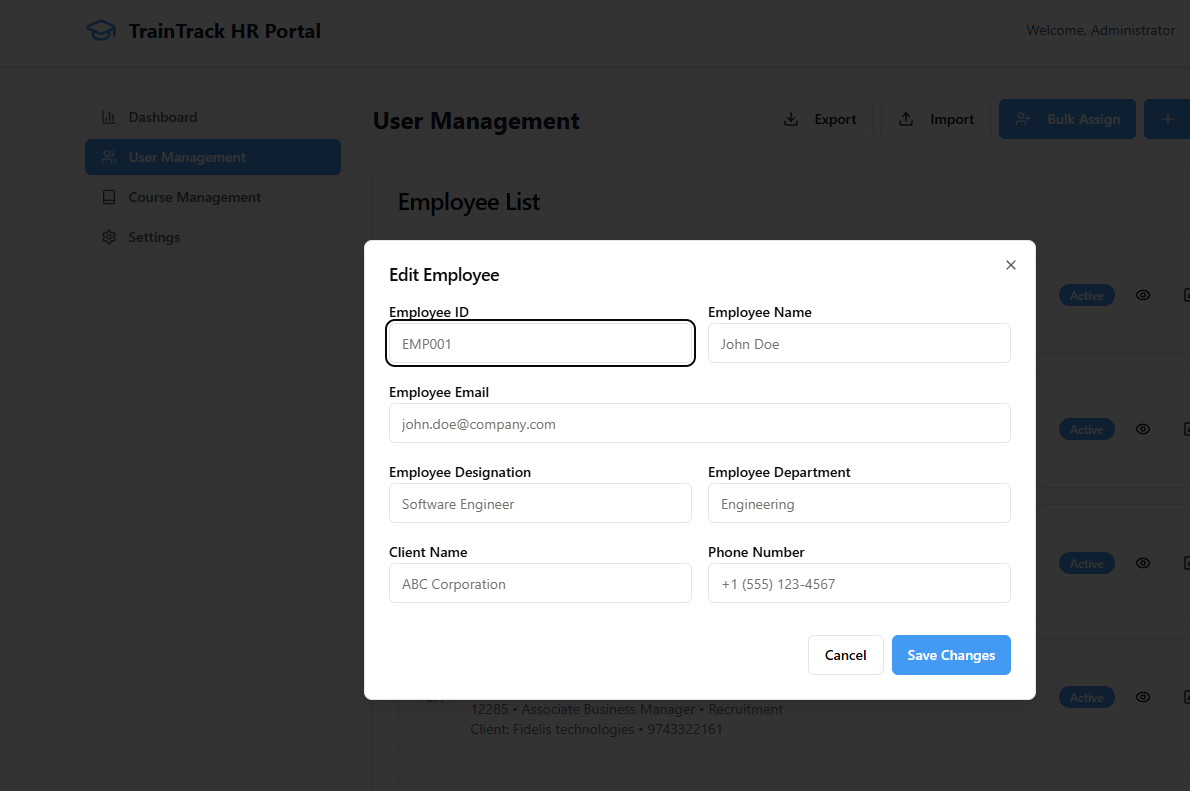 TrainTrack HR Portal
Welcome, Administrator
Dashboard
User Management
Course Management
Settings
User Management
Export
Import
Bulk Assign
Employee List
Active
Active
Active
Active
Edit Employee
Employee ID
Employee Name
EMP001
John Doe
Employee Email
john.doe@company.com
Employee Designation
Employee Department
Software Engineer
Engineering
Client Name
Phone Number
ABC Corporation
+1 (555) 123-4567
Cancel
Save Changes
12285 • Associate Business Manager • Recruitment
Client: Fidelis technologies • 9743322161